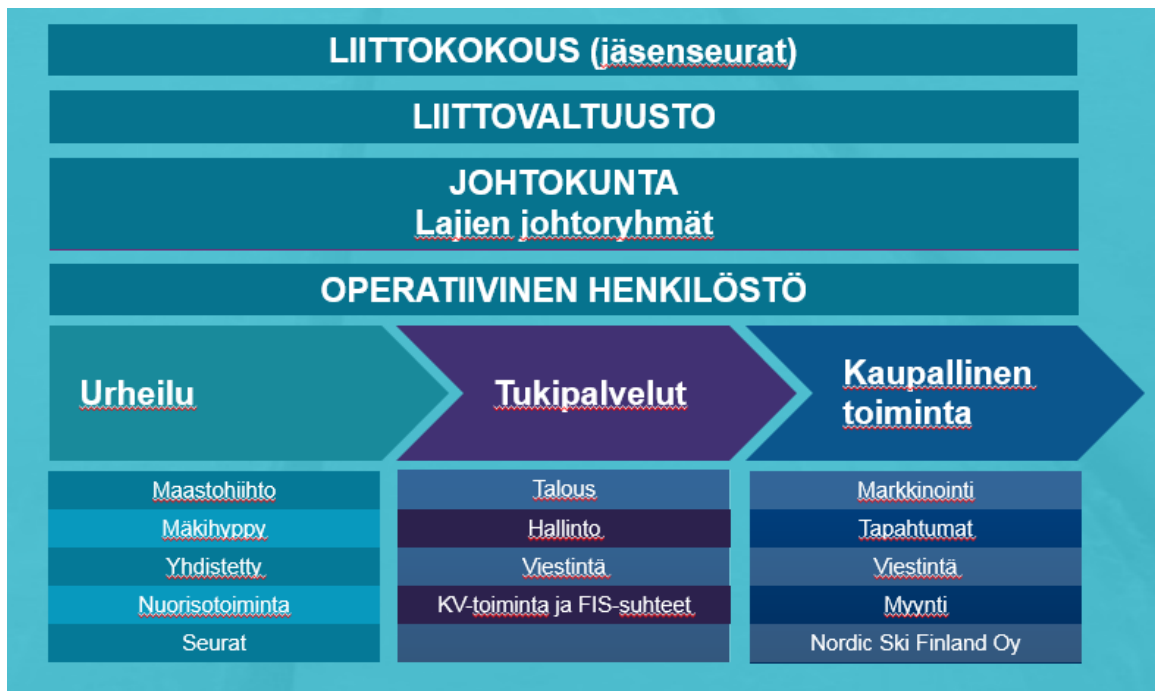 LIITTOKOKOUS (jäsenseurat)
LIITTOVALTUUSTO
JOHTOKUNTA
Lajien johtoryhmät
OPERATIIVINEN HENKILÖSTÖ
Urheilu
Tukipalvelut
Kaupallinen
toiminta
Maastohiihto
Mäkihyppy
Yhdistetty
Nuorisotoiminta
Seurat
Talous
Hallinto
Viestintä
KV-toiminta ja FIS-suhteet
Markkinointi
Tapahtumat
Viestintä
Myynti
Nordic Ski Finland Oy